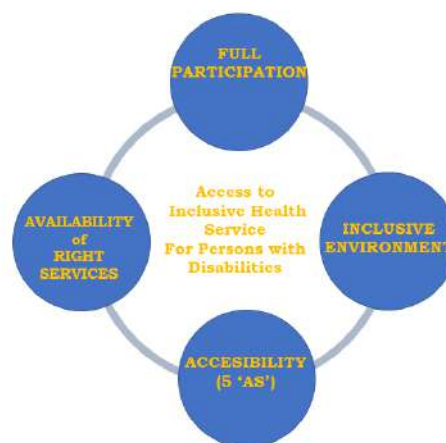 FULL
PARTICIPATION
Access to
Inclusive Health
Service
For Persons with
Disabilities
AVAILABILITY
of
RIGHT
SERVICES
INCLUSIVE
ENVIRONMENT
ACCESIBILITY
(5 ‘AS’)